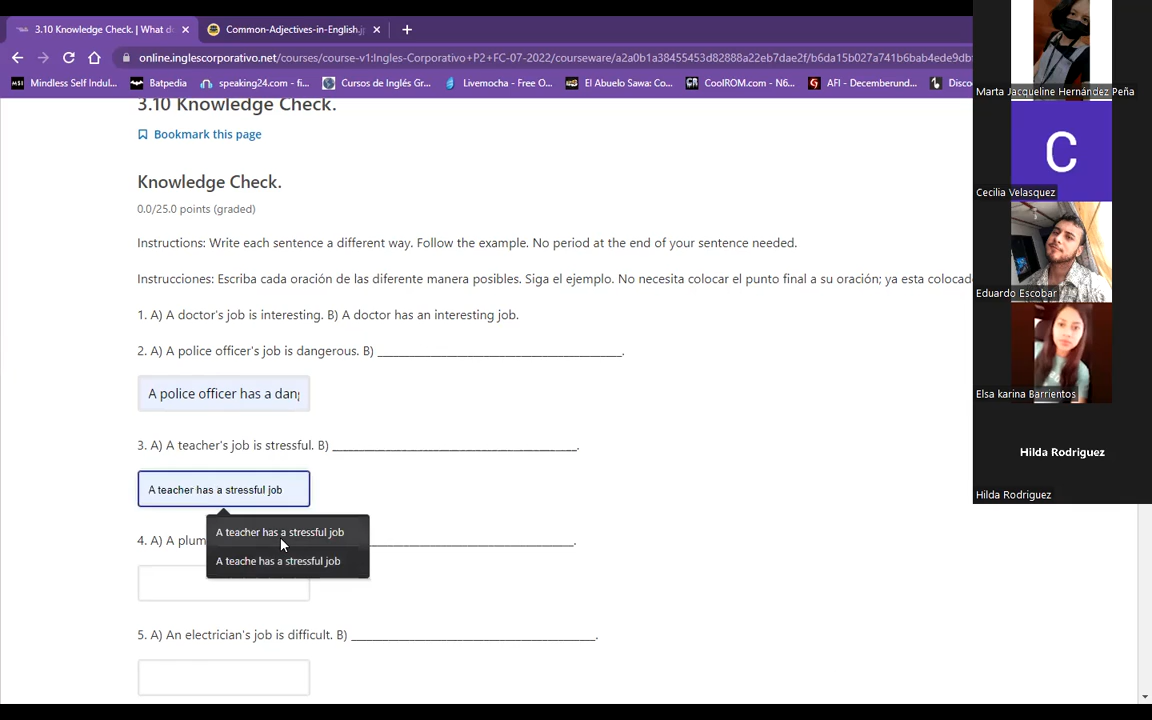 3.10 Knowledge Check. | What d
Common-Adjectives-in-English.j
online.inglescorporativo.net/courses/course-v1:Ingles-Corporativo+P2+FC-07-2022/courseware/a2a0b1a38455453d82888a22eb7dae2f/b6da15b027a741b6bab4ede9db
Mindless Self Indul...
Batpedia
speaking24.com - fi...
Cursos de Inglés Gr...
Livemocha - Free O...
El Abuelo Sawa: Co...
CoolROM.com - N6...
AFI - Decemberund...
Disco
3.10 Knowledge Check.
Bookmark this page
Knowledge Check.
0.0/25.0 points (graded)
Instructions: Write each sentence a different way. Follow the example. No period at the end of your sentence needed.
Instrucciones: Escriba cada oración de las diferente manera posibles. Siga el ejemplo. No necesita colocar el punto final a su oración; ya esta colocado
1. A) A doctor's job is interesting. B) A doctor has an interesting job.
2. A) A police officer's job is dangerous. B) ___________________________________.
A police officer has a dang
3. A) A teacher's job is stressful. B) ___________________________________.
A teacher has a stressful job
A teacher has a stressful job
A teache has a stressful job
4. A) A plum
5. A) An electrician's job is difficult. B) ___________________________________.
Marta Jacqueline Hernández Peña
C
Cecilia Velasquez
Eduardo Escobar
Elsa karina Barrientos
Hilda Rodriguez
Hilda Rodriguez